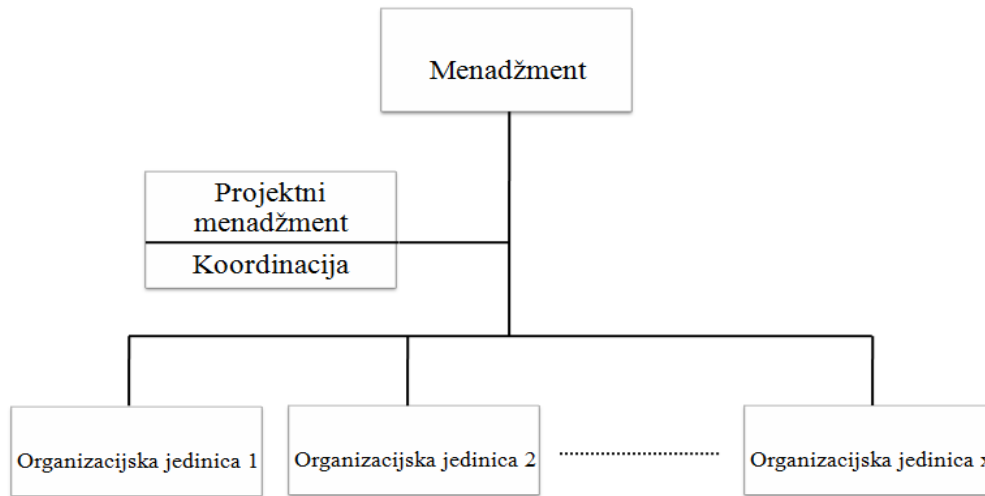 Menadžment
Projektni
menadžment
Koordinacija
Organizacijska jedinica 1
Organizacijska jedinica 2
Organizacijska jedinica x